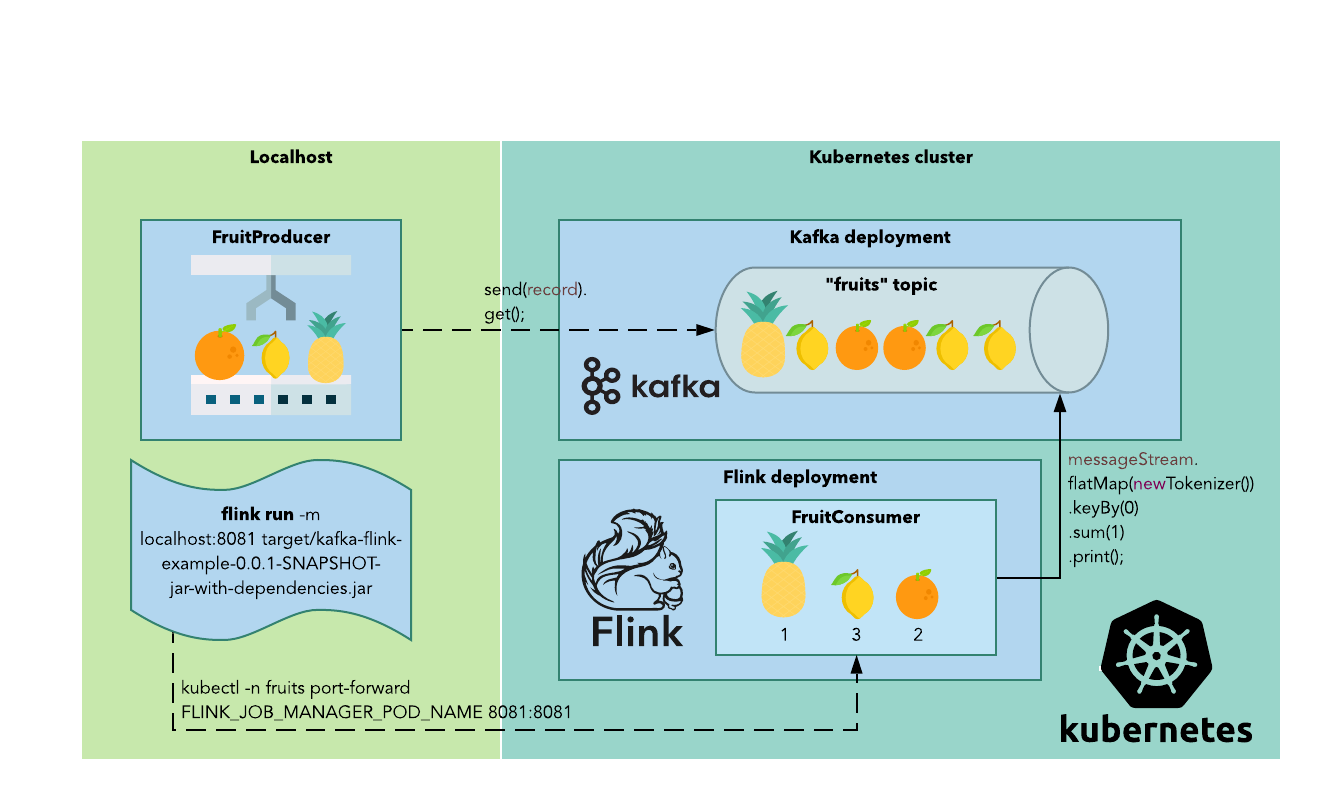 Localhost
Kubernetes cluster
FruitProducer
send(record).
get();
Kafka deployment
"fruits" topic
kafka
flink run -m
localhost:8081 target/kafka-flink-
example-0.0.1-SNAPSHOT-
jar-with-dependencies.jar
kubectl -n fruits port-forward
FLINK_JOB_MANAGER_POD_NAME 8081:8081
Flink deployment
FruitConsumer
1 3 2
Flink
messageStream.
flatMap(newTokenizer())
.keyBy(0)
.sum(1)
.print();
kubernetes